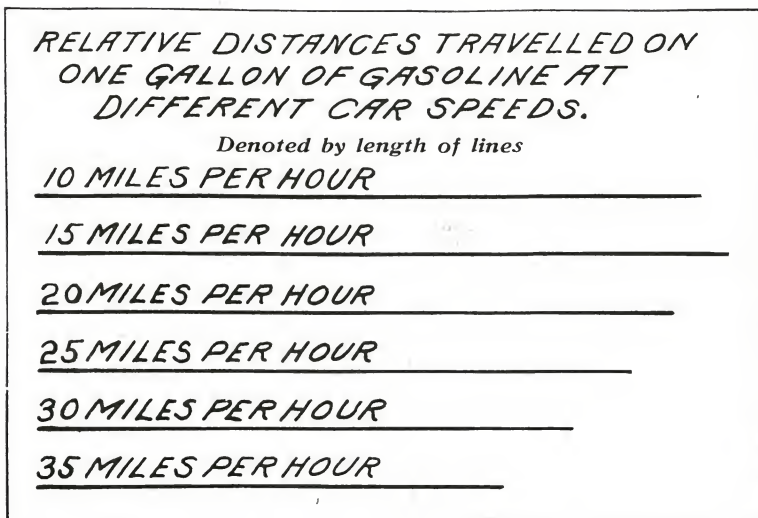 RELATIVE DISTANCES TRAVELLED ON
ONE GALLON OF GASOLINE AT
DIFFERENT CAR SPEEDS.
Denoted by length of lines
10 MILES PER HOUR
15 MILES PER HOUR
20 MILES PER HOUR
25 MILES PER HOUR
30 MILES PER HOUR
35 MILES PER HOUR